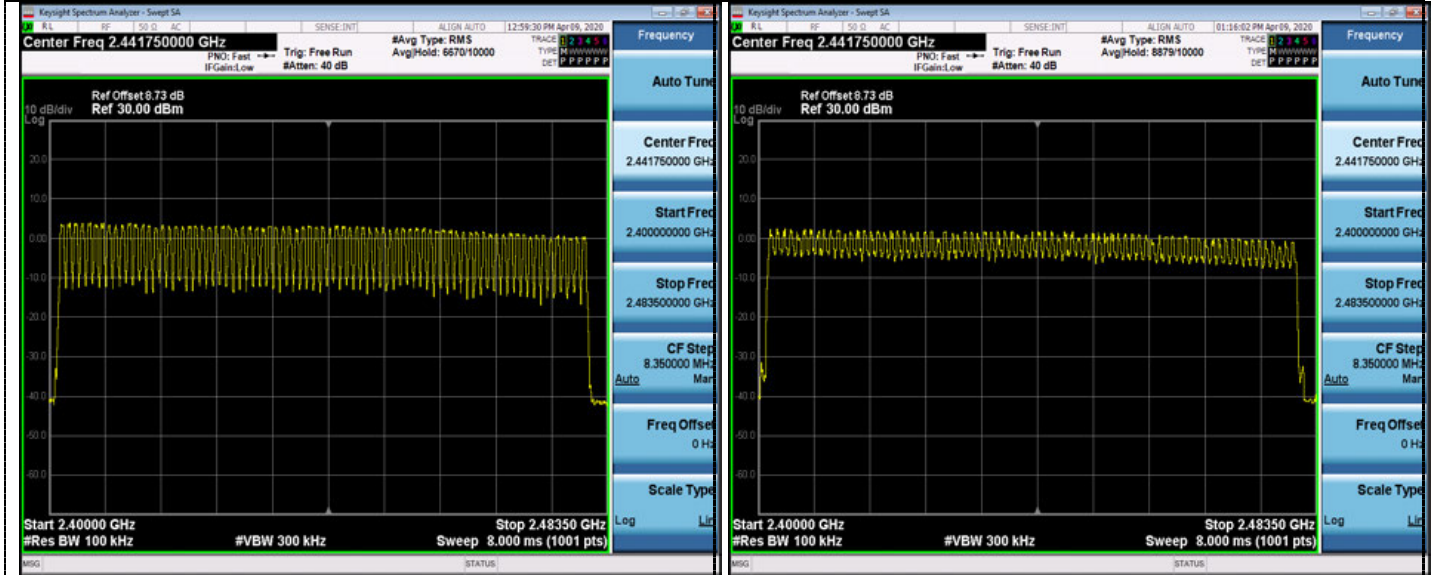 Keysight Spectrum Analyzer - Swept SA
RL RF 50 Ω AC SENSE:INT ALIGN AUTO 12:59:30 PM Apr 09, 2020
Center Freq 2.441750000 GHz
#Avg Type: RMS
TRACE 1 2 3 4 5 6
PNO: Fast
Trig: Free Run
Avg|Hold: 6670/10000
TYPE M WWWWW
IFGain:Low
#Atten: 40 dB
DET P P P P P P
Ref Offset 8.73 dB
10 dB/div Ref 30.00 dBm
Log
20.0
10.0
0.00
-10.0
-20.0
-30.0
-40.0
-50.0
-60.0
Start 2.40000 GHz Stop 2.48350 GHz
#Res BW 100 kHz #VBW 300 kHz Sweep 8.000 ms (1001 pts)
MSG STATUS
Frequency
Auto Tune
Center Freq
2.441750000 GHz
Start Freq
2.400000000 GHz
Stop Freq
2.483500000 GHz
CF Step
8.350000 MHz
Auto Man
Freq Offset
0 Hz
Scale Type
Log Lin
Keysight Spectrum Analyzer - Swept SA
RL RF 50 Ω AC SENSE:INT ALIGN AUTO 01:16:02 PM Apr 09, 2020
Center Freq 2.441750000 GHz
#Avg Type: RMS
TRACE 1 2 3 4 5 6
PNO: Fast
Trig: Free Run
Avg|Hold: 8879/10000
TYPE M WWWWW
IFGain:Low
#Atten: 40 dB
DET P P P P P P
Ref Offset 8.73 dB
10 dB/div Ref 30.00 dBm
Log
20.0
10.0
0.00
-10.0
-20.0
-30.0
-40.0
-50.0
-60.0
Start 2.40000 GHz Stop 2.48350 GHz
#Res BW 100 kHz #VBW 300 kHz Sweep 8.000 ms (1001 pts)
MSG STATUS
Frequency
Auto Tune
Center Freq
2.441750000 GHz
Start Freq
2.400000000 GHz
Stop Freq
2.483500000 GHz
CF Step
8.350000 MHz
Auto Man
Freq Offset
0 Hz
Scale Type
Log Lin